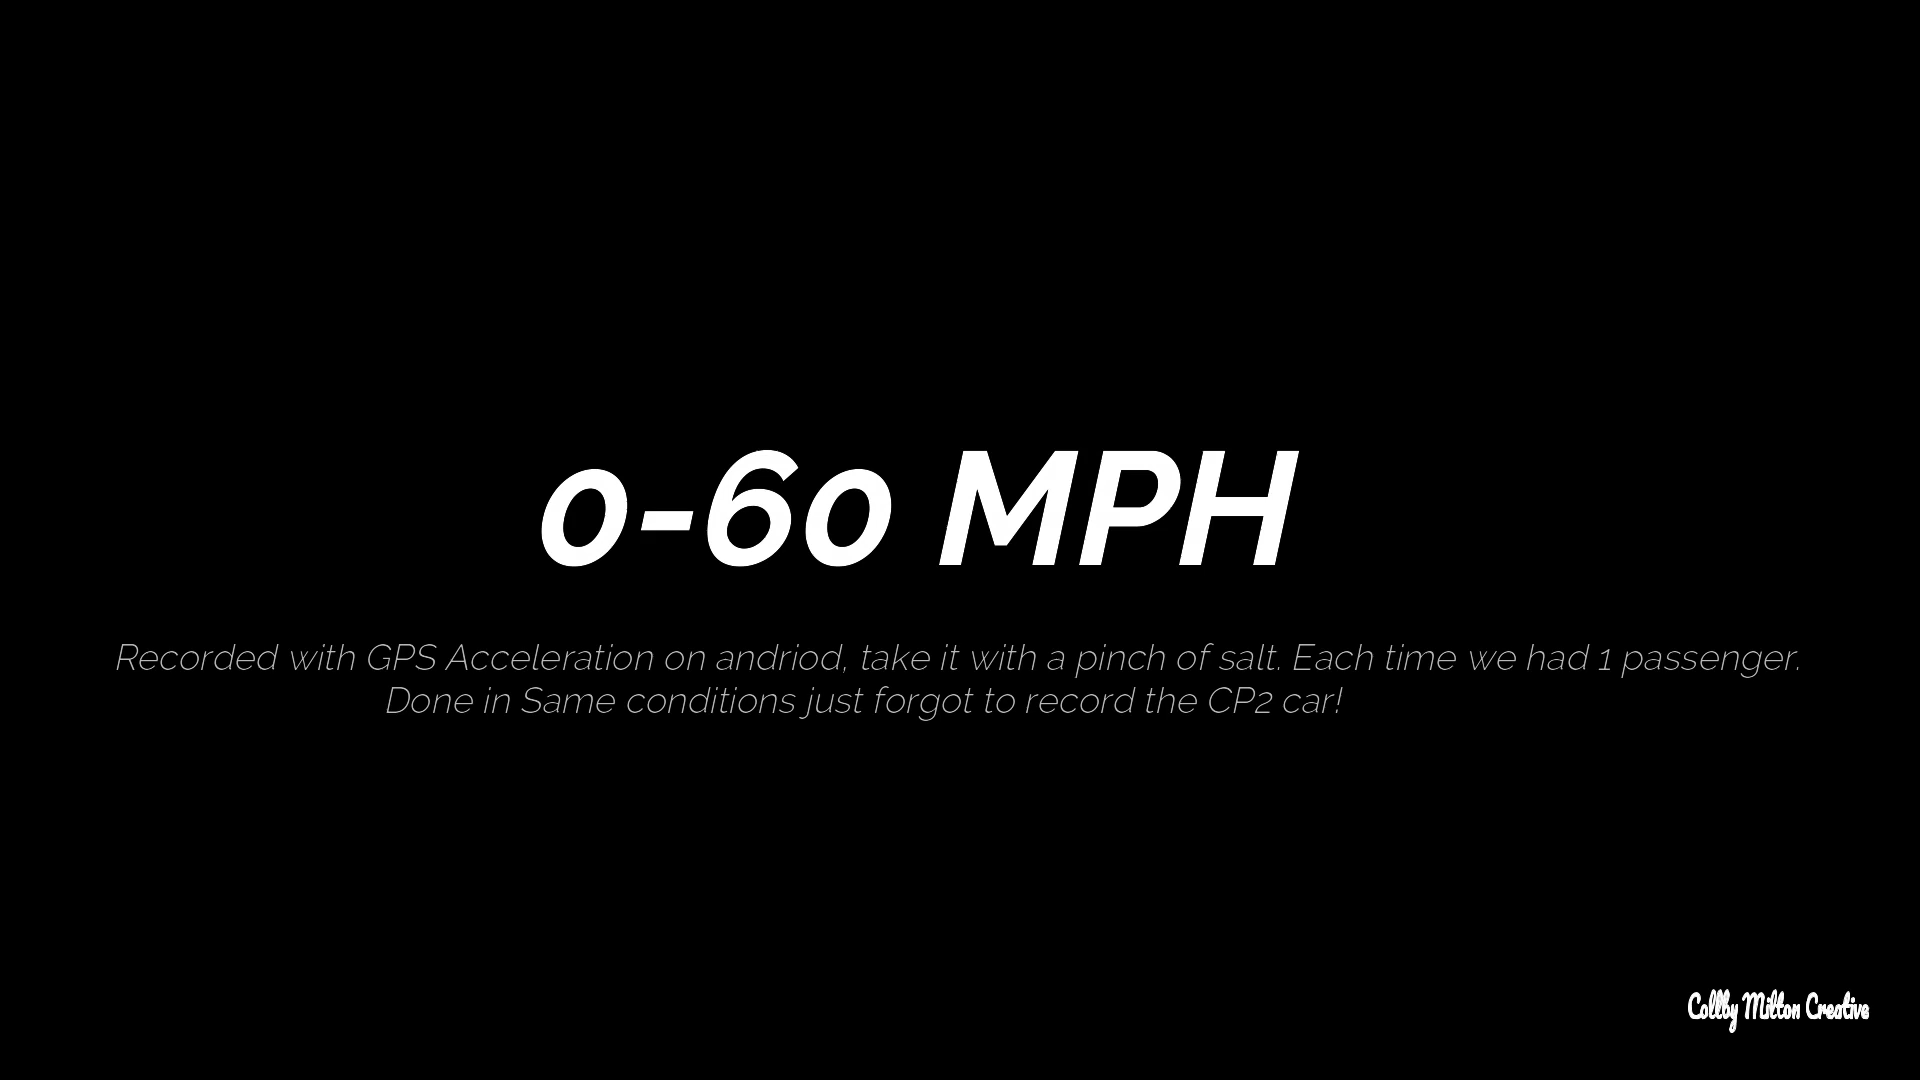 0-60 MPH
Recorded with GPS Acceleration on andriod, take it with a pinch of salt. Each time we had 1 passenger.
Done in Same conditions just forgot to record the CP2 car!
Collby Milton Creative